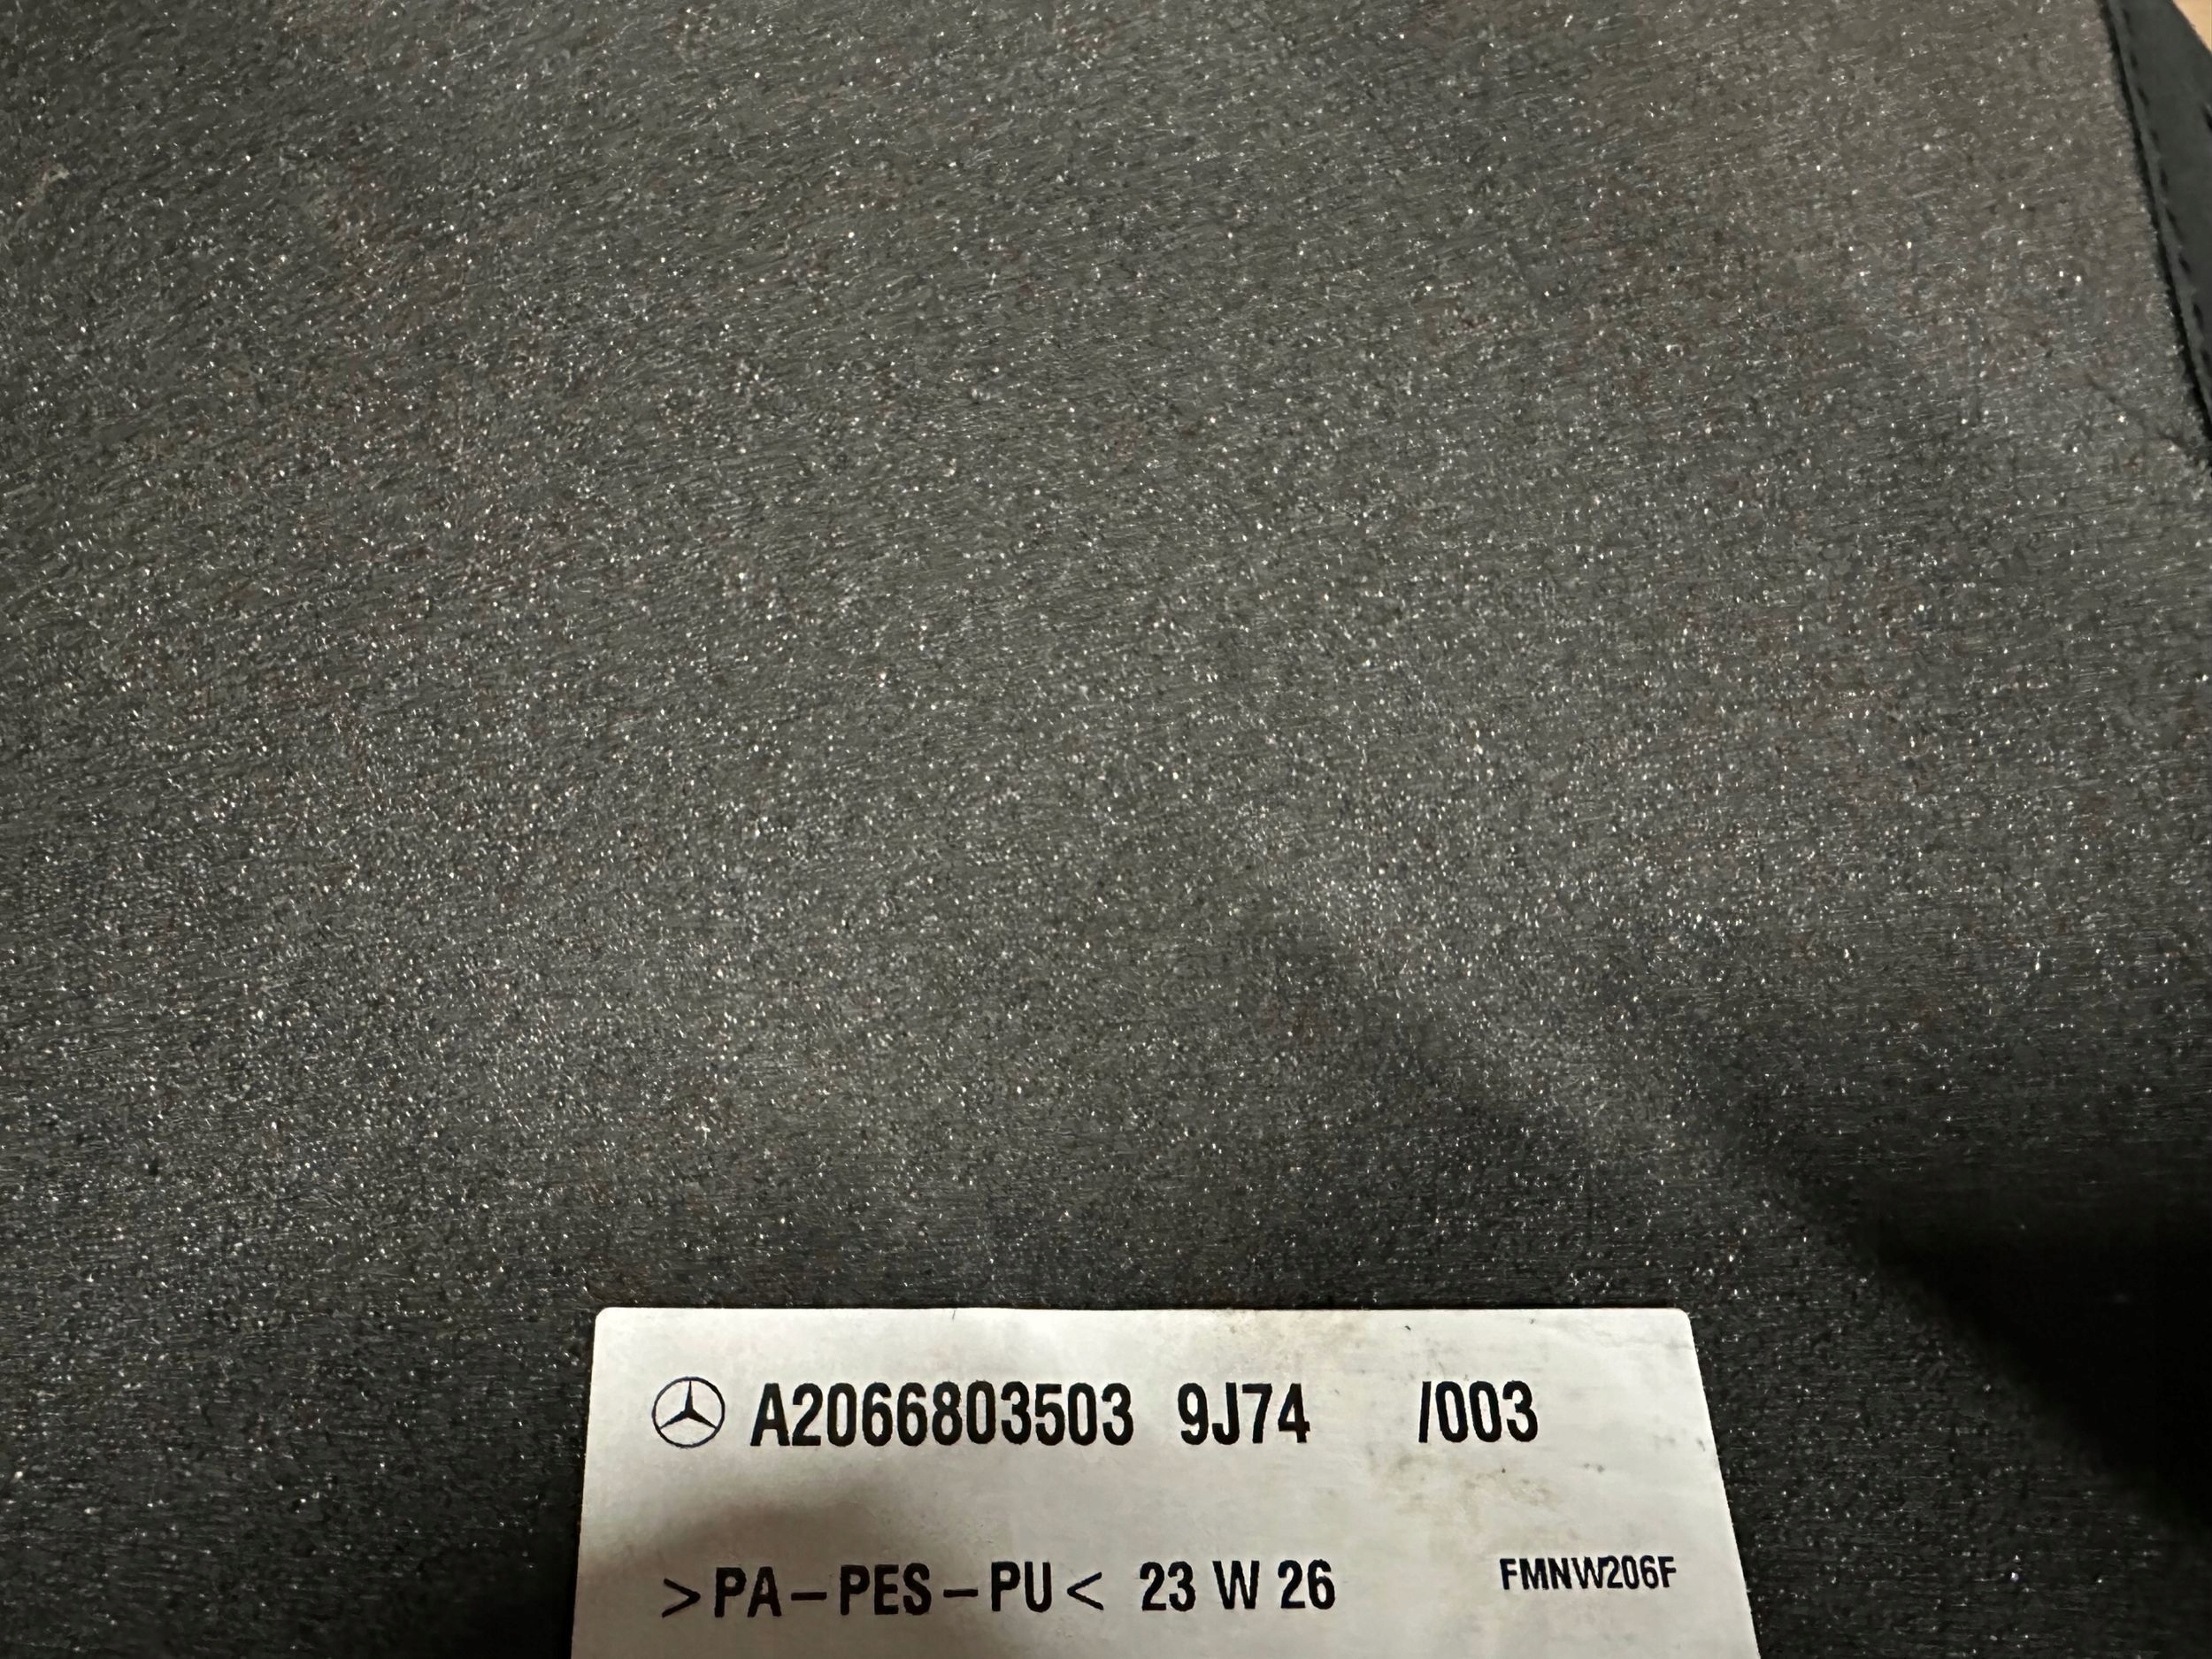 A2066803503 9J74 /003
>PA-PES-PU< 23 W 26 FMNW206F